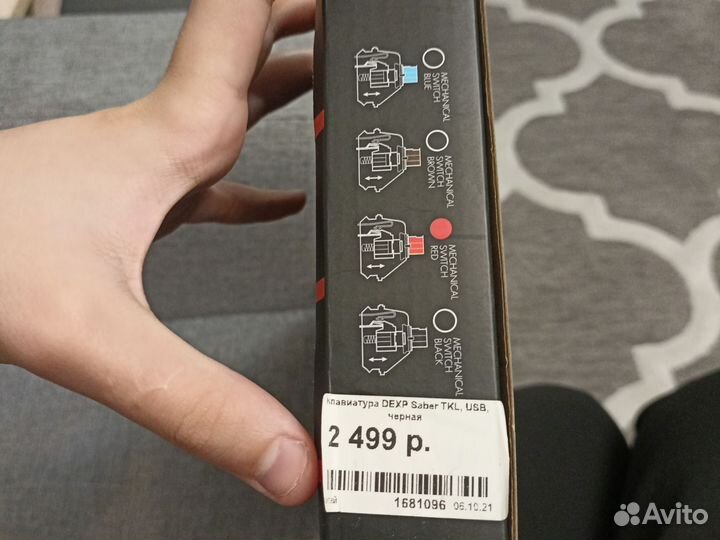 MECHANICAL
SWITCH
BLUE
MECHANICAL
SWITCH
BROWN
MECHANICAL
SWITCH
RED
MECHANICAL
SWITCH
BLACK
Клавиатура DEXP Saber TKL, USB,
черная
2 499 р.
1681096 06.10.21
Avito